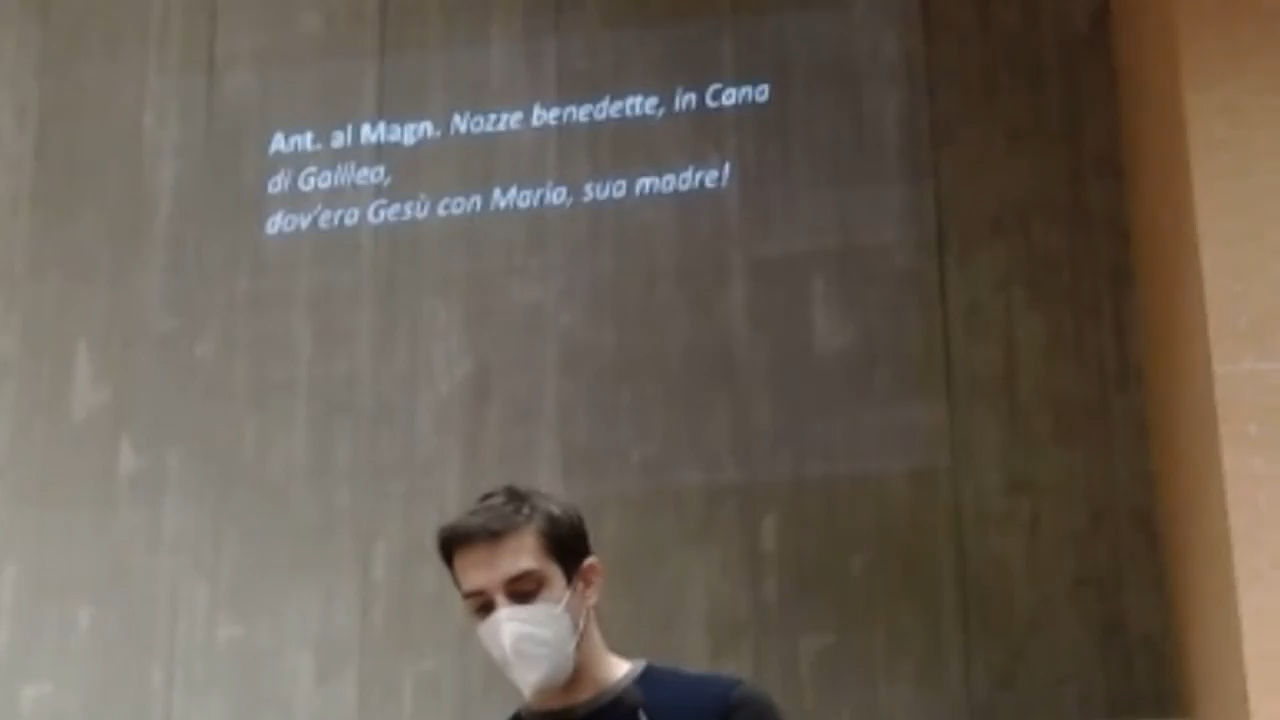 Ant. al Magn. Nozze benedette, in Cana
di Galilea,
dov'era Gesù con Maria, sua madre!